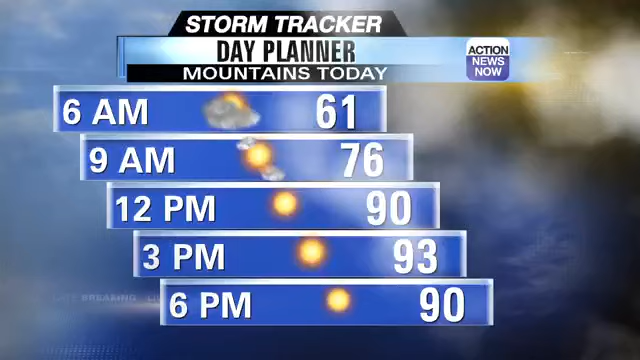 STORM TRACKER
DAY PLANNER
MOUNTAINS TODAY
ACTION
NEWS
NOW
6 AM 61
9 AM 76
12 PM 90
3 PM 93
6 PM 90
BREAKING